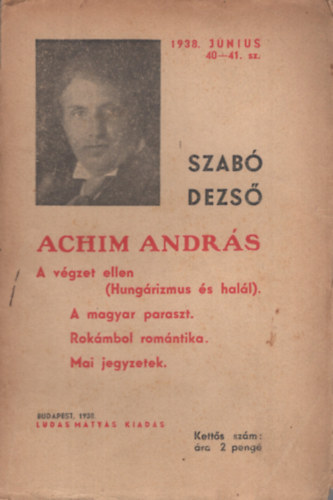 1938. JÚNIUS
40—41. sz.
SZABÓ
DEZSŐ
ACHIM ANDRÁS
A végzet ellen
(Hungárizmus és halál).
A magyar paraszt.
Rokámbol romántika.
Mai jegyzetek.
BUDAPEST, 1938.
LUDAS MÁTYÁS KIADÁS
Kettős szám:
ára 2 pengő